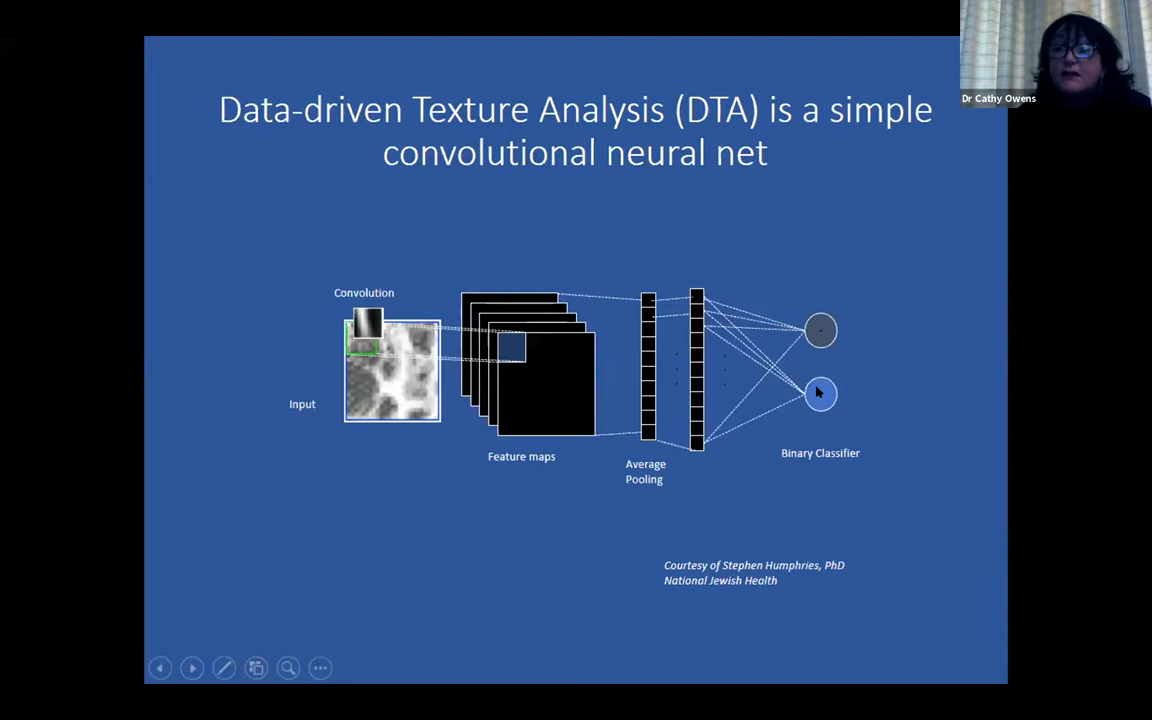 Dr Cathy Owens
Data-driven Texture Analysis (DTA) is a simple
convolutional neural net
Convolution
Input
Feature maps
Average
Pooling
Binary Classifier
Courtesy of Stephen Humphries, PhD
National Jewish Health